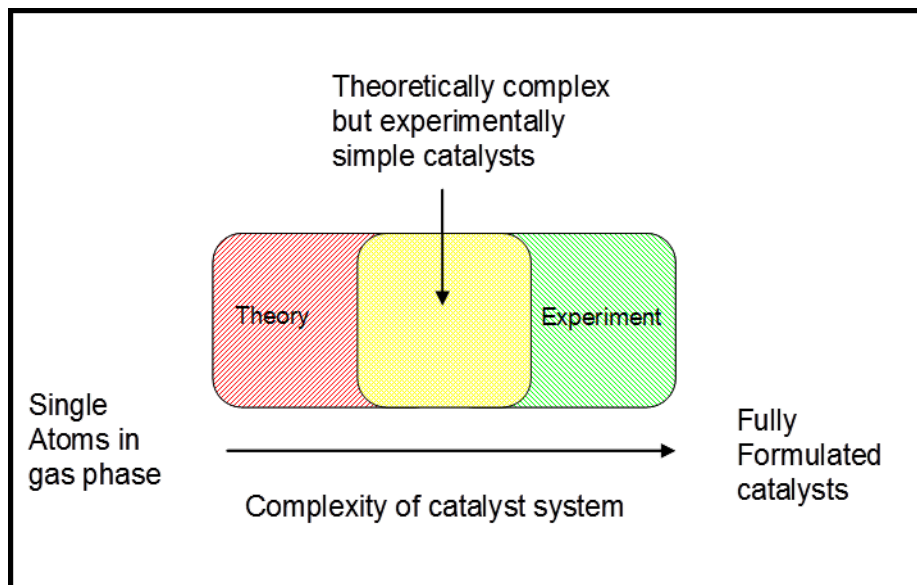 Theoretically complex
but experimentally
simple catalysts
Theory
Experiment
Single
Atoms in
gas phase
Fully
Formulated
catalysts
Complexity of catalyst system